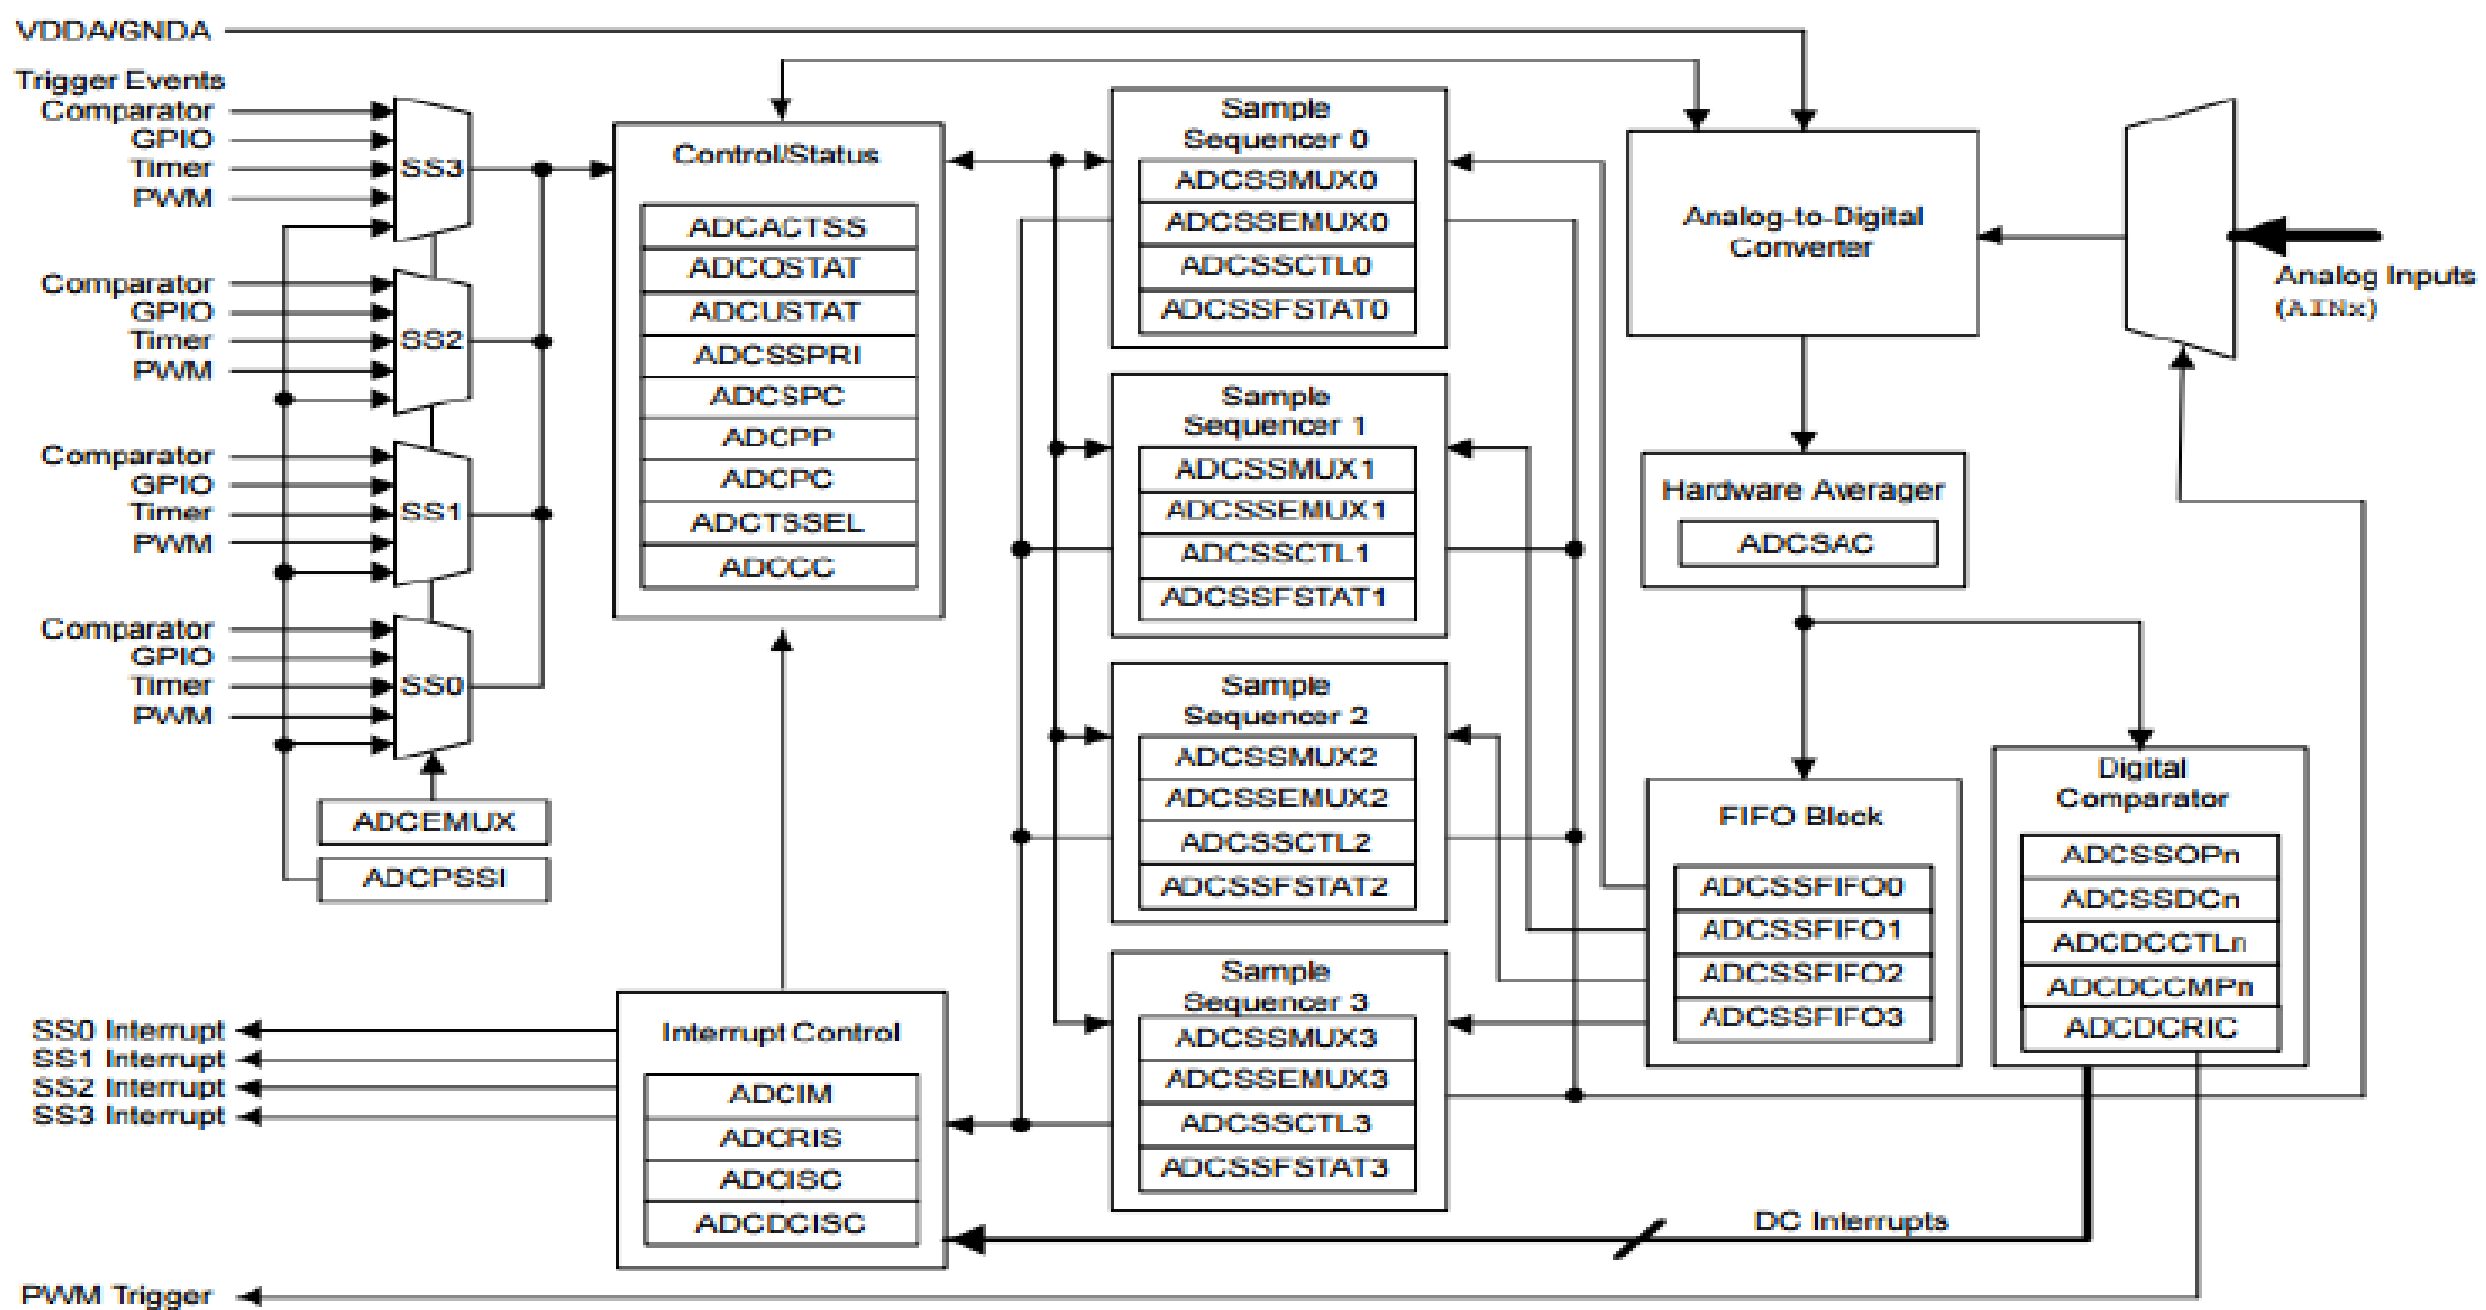 VDDA/GNDA
Trigger Events
Comparator
GPIO
Timer
PWM
SS3
Comparator
GPIO
Timer
PWM
SS2
Comparator
GPIO
Timer
PWM
SS1
Comparator
GPIO
Timer
PWM
SS0
ADCEMUX
ADCPSSI
Control/Status
ADCACTSS
ADCOSTAT
ADCUSTAT
ADCSSPRI
ADCSPC
ADCPP
ADCPC
ADCTSSEL
ADCCC
Sample
Sequencer 0
ADCSSMUX0
ADCSSEMUX0
ADCSSCTL0
ADCSSFSTAT0
Sample
Sequencer 1
ADCSSMUX1
ADCSSEMUX1
ADCSSCTL1
ADCSSFSTAT1
Sample
Sequencer 2
ADCSSMUX2
ADCSSEMUX2
ADCSSCTL2
ADCSSFSTAT2
Sample
Sequencer 3
ADCSSMUX3
ADCSSEMUX3
ADCSSCTL3
ADCSSFSTAT3
Analog-to-Digital
Converter
Analog Inputs
(AINx)
Hardware Averager
ADCSAC
FIFO Block
ADCSSFIFO0
ADCSSFIFO1
ADCSSFIFO2
ADCSSFIFO3
Digital
Comparator
ADCSSOPn
ADCSSDCn
ADCDCCTLn
ADCDCCMPn
ADCDCRIC
Interrupt Control
ADCIM
ADCRIS
ADCISC
ADCDCISC
SS0 Interrupt
SS1 Interrupt
SS2 Interrupt
SS3 Interrupt
DC Interrupts
PWM Trigger